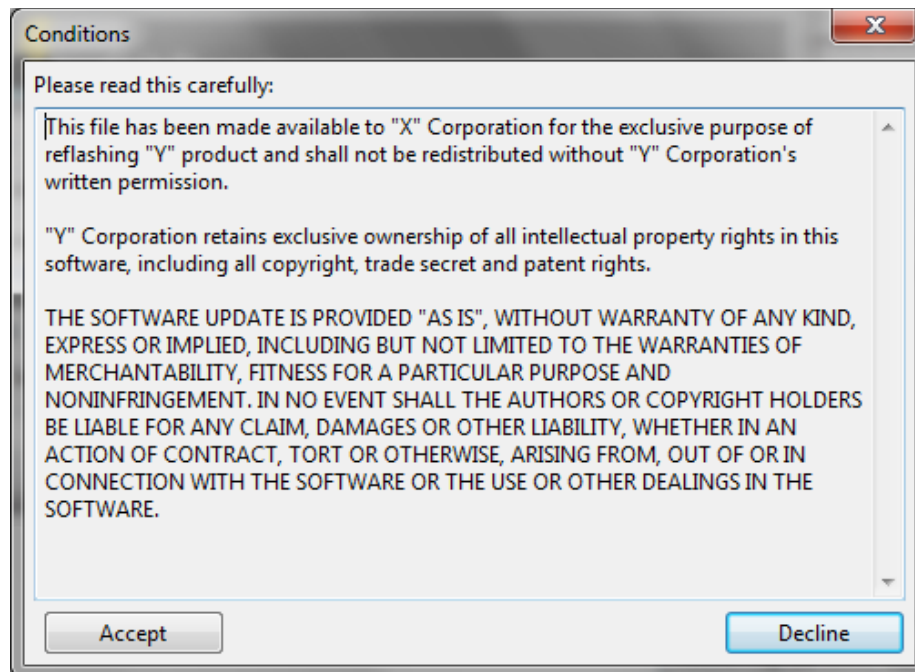 Conditions
Please read this carefully:
This file has been made available to "X" Corporation for the exclusive purpose of
reflashing "Y" product and shall not be redistributed without "Y" Corporation's
written permission.
"Y" Corporation retains exclusive ownership of all intellectual property rights in this
software, including all copyright, trade secret and patent rights.
THE SOFTWARE UPDATE IS PROVIDED "AS IS", WITHOUT WARRANTY OF ANY KIND,
EXPRESS OR IMPLIED, INCLUDING BUT NOT LIMITED TO THE WARRANTIES OF
MERCHANTABILITY, FITNESS FOR A PARTICULAR PURPOSE AND
NONINFRINGEMENT. IN NO EVENT SHALL THE AUTHORS OR COPYRIGHT HOLDERS
BE LIABLE FOR ANY CLAIM, DAMAGES OR OTHER LIABILITY, WHETHER IN AN
ACTION OF CONTRACT, TORT OR OTHERWISE, ARISING FROM, OUT OF OR IN
CONNECTION WITH THE SOFTWARE OR THE USE OR OTHER DEALINGS IN THE
SOFTWARE.
Accept
Decline